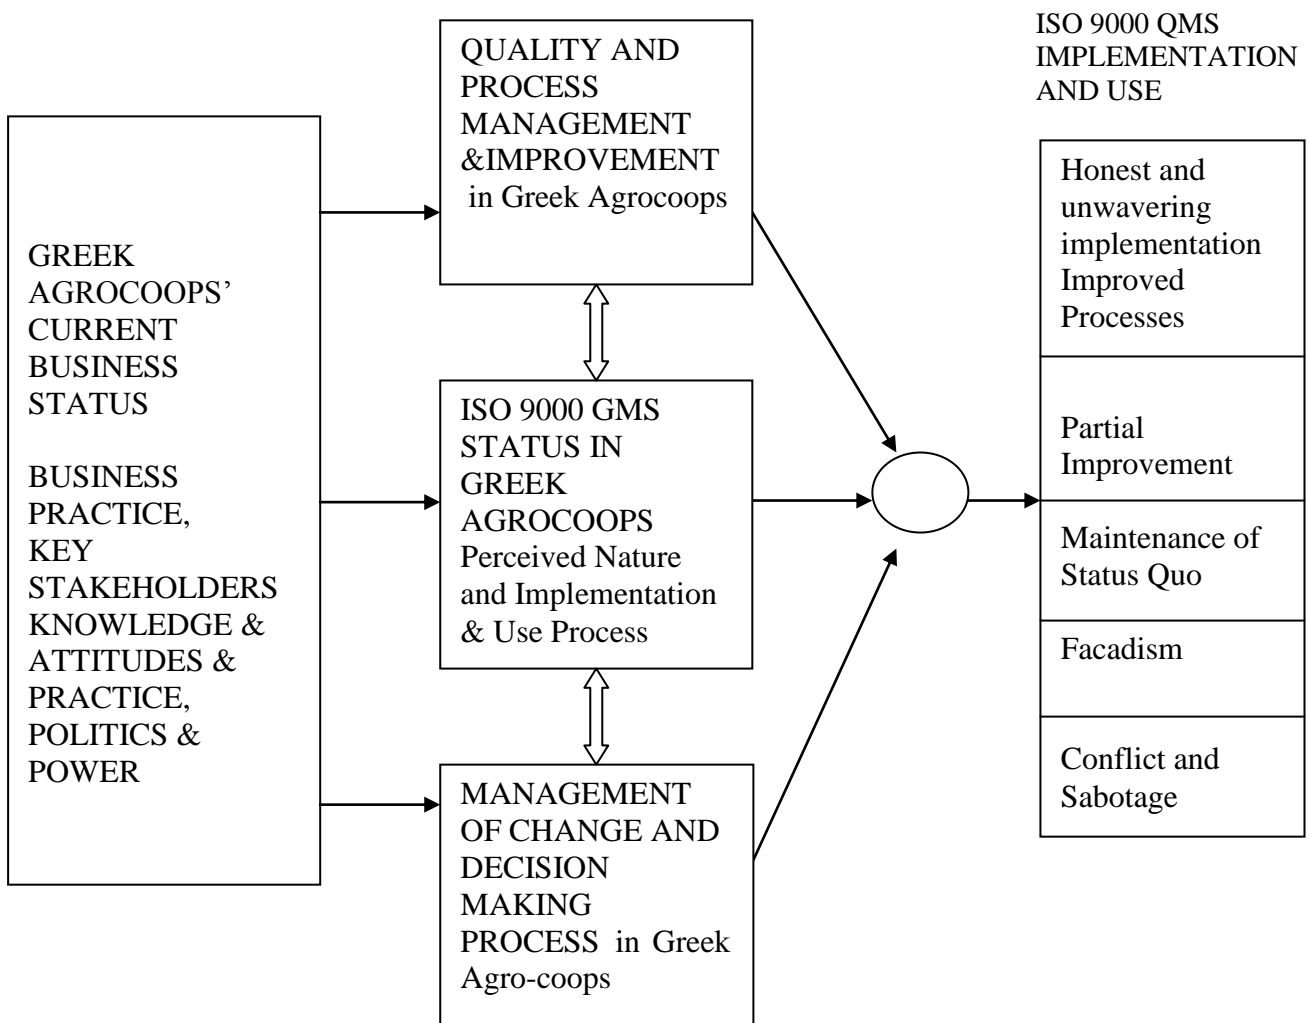 GREEK
AGROCOOPS’
CURRENT
BUSINESS
STATUS
BUSINESS
PRACTICE,
KEY
STAKEHOLDERS
KNOWLEDGE &
ATTITUDES &
PRACTICE,
POLITICS &
POWER
QUALITY AND
PROCESS
MANAGEMENT
&IMPROVEMENT
in Greek Agrocoops
ISO 9000 GMS
STATUS IN
GREEK
AGROCOOPS
Perceived Nature
and Implementation
& Use Process
MANAGEMENT
OF CHANGE AND
DECISION
MAKING
PROCESS in Greek
Agro-coops
ISO 9000 QMS
IMPLEMENTATION
AND USE
Honest and
unwavering
implementation
Improved
Processes
Partial
Improvement
Maintenance of
Status Quo
Facadism
Conflict and
Sabotage